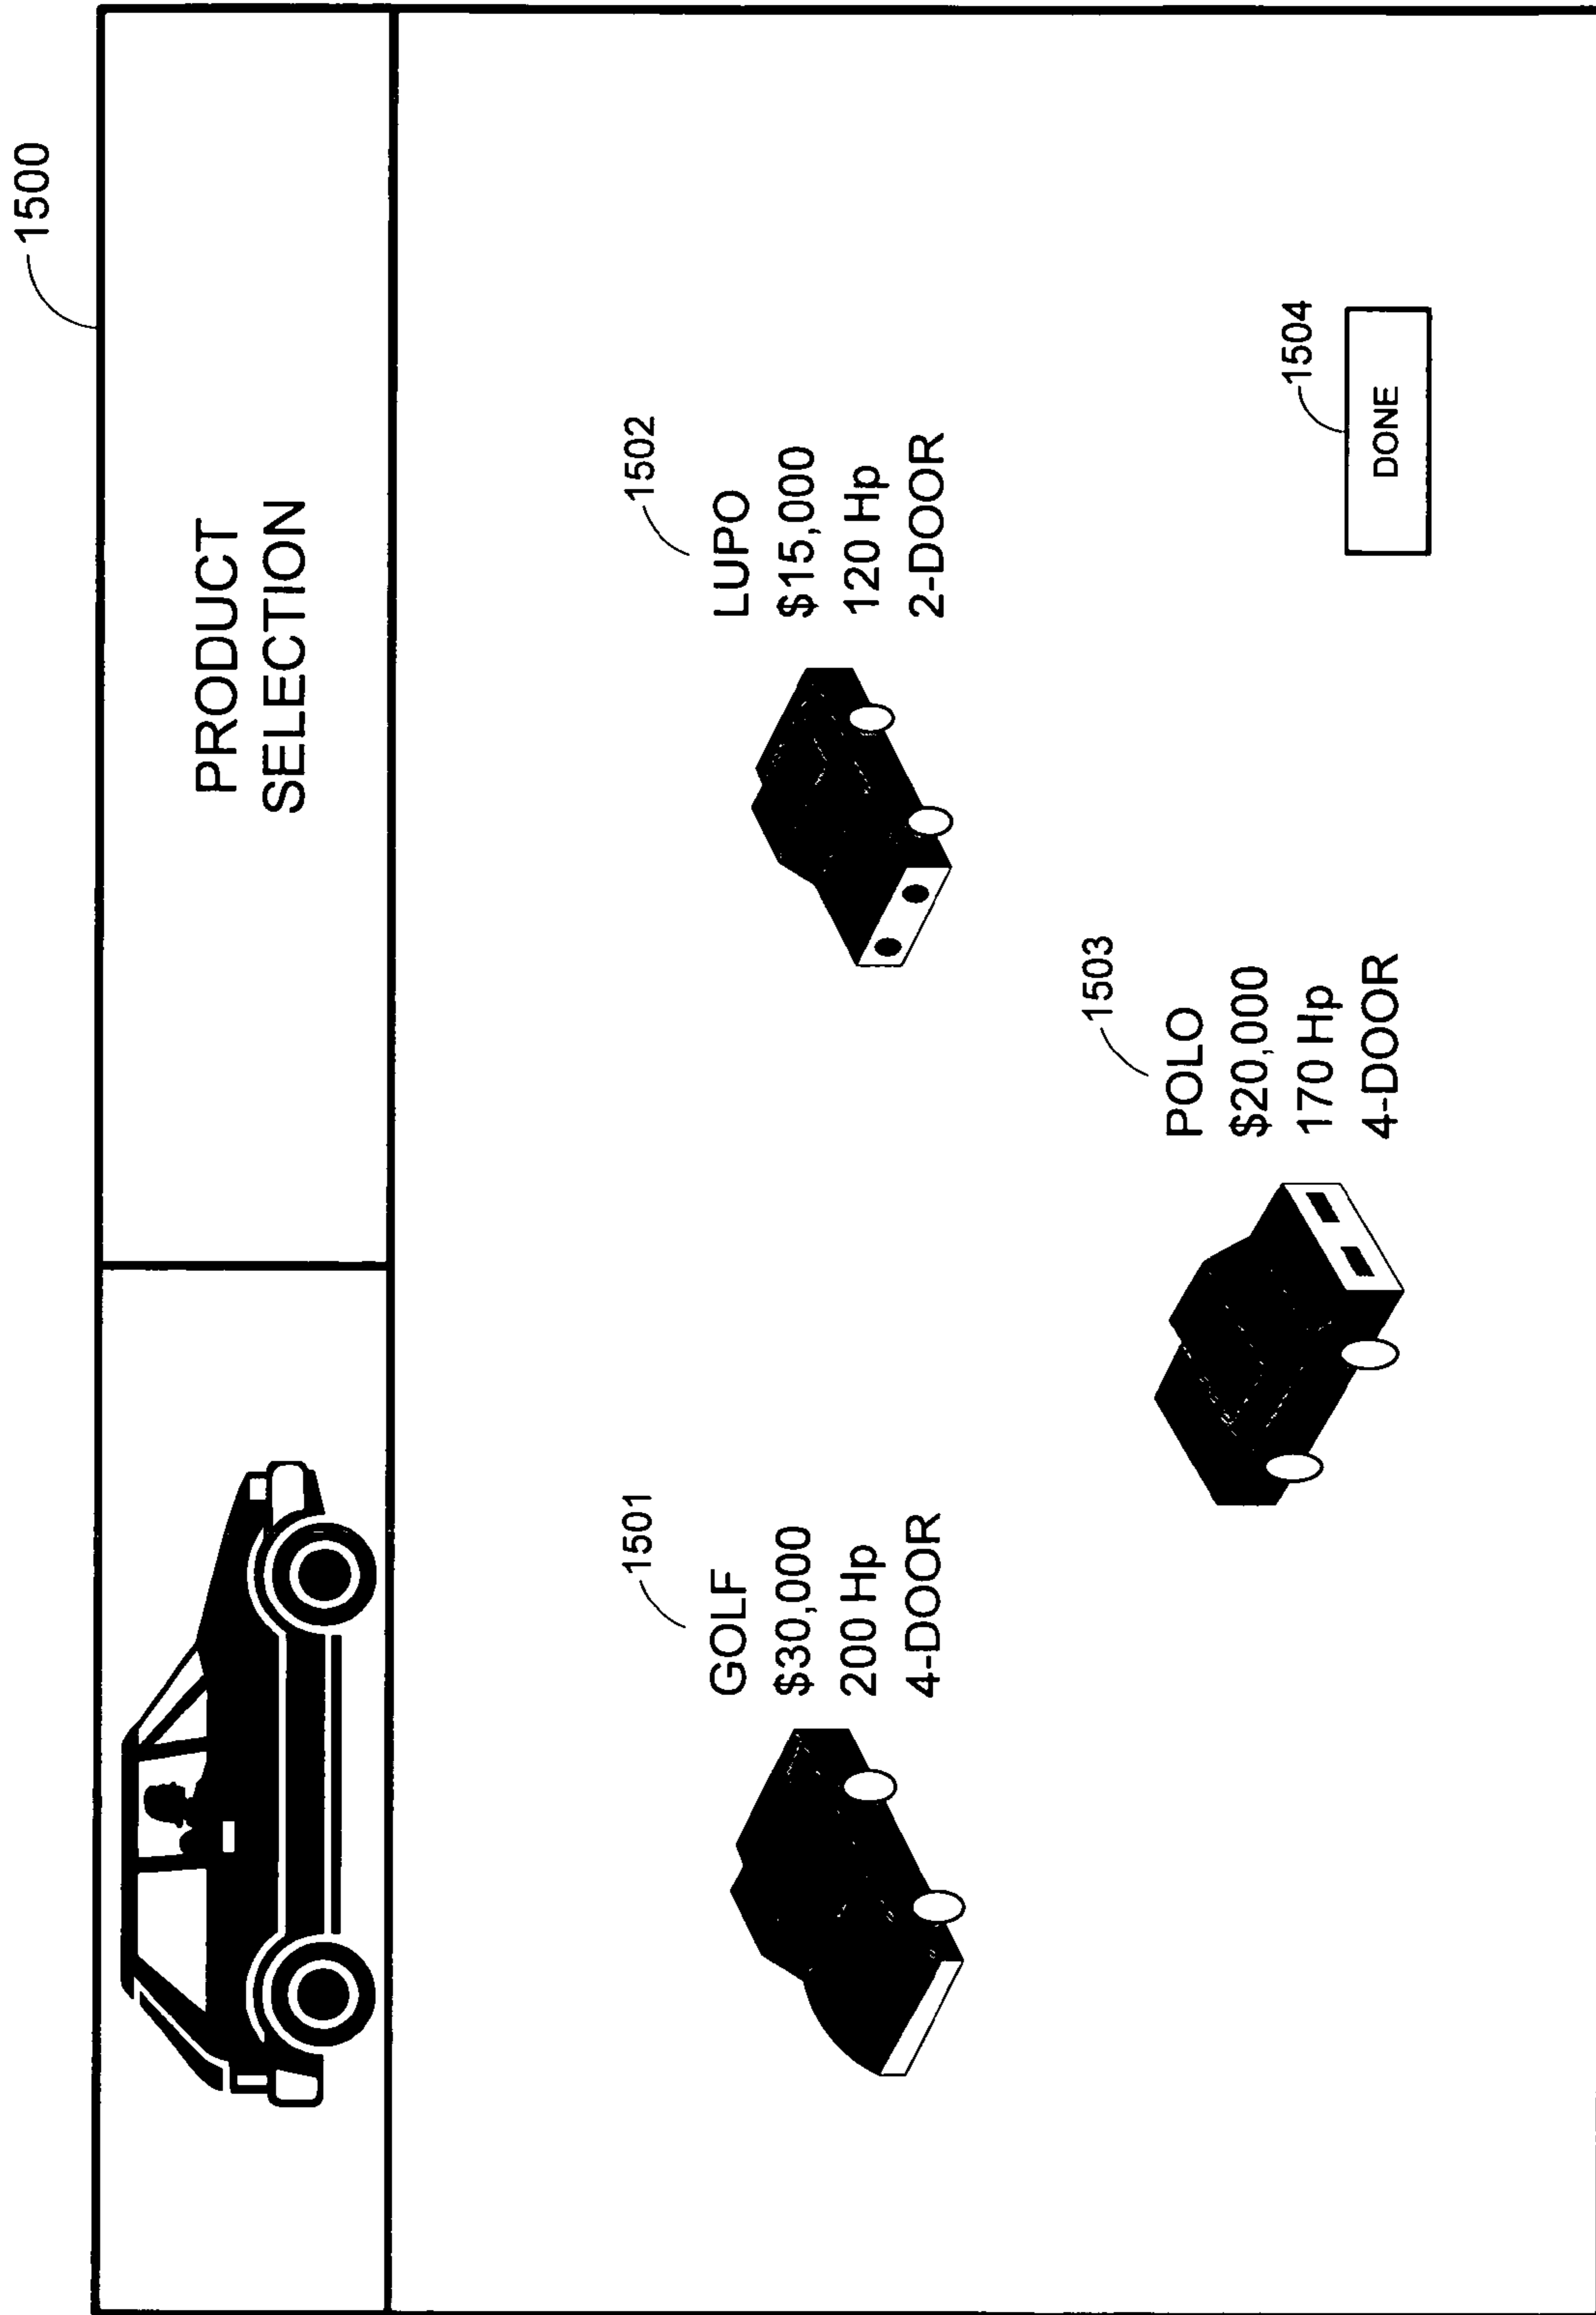 1500
PRODUCT
SELECTION
1501
GOLF
$30,000
200 Hp
4-DOOR
1502
LUPO
$15,000
120 Hp
2-DOOR
1503
POLO
$20,000
170 Hp
4-DOOR
1504
DONE